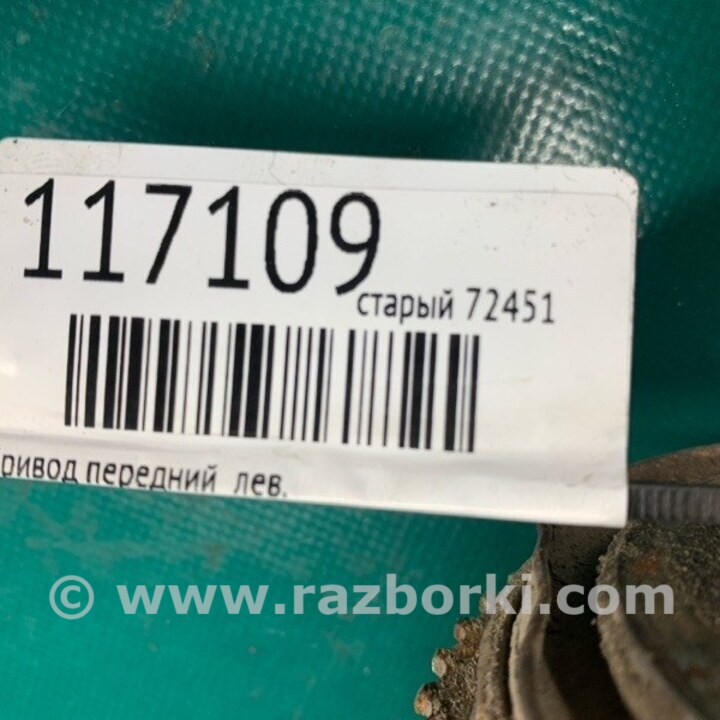 117109
старый 72451
ривод передний лев.
© www.razborki.com